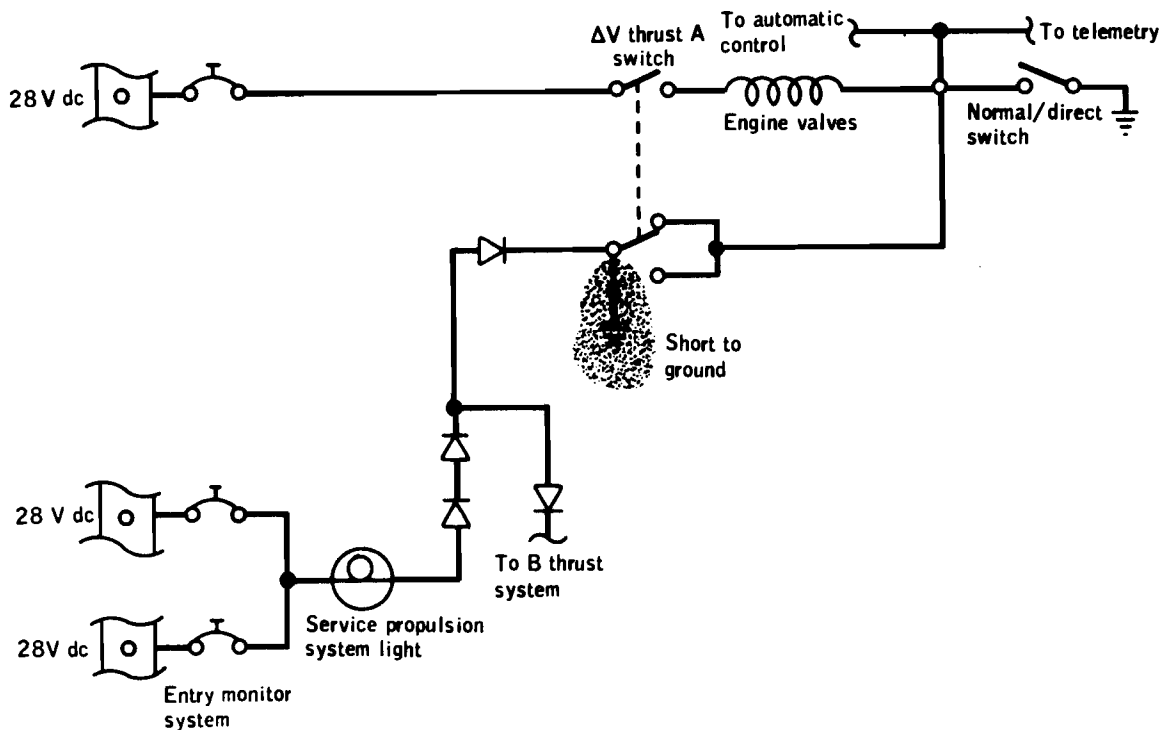 ΔV thrust A
switch
To automatic
control
To telemetry
28 V dc
Engine valves
Normal/direct
switch
Short to
ground
28 V dc
To B thrust
system
28V dc
Service propulsion
system light
Entry monitor
system